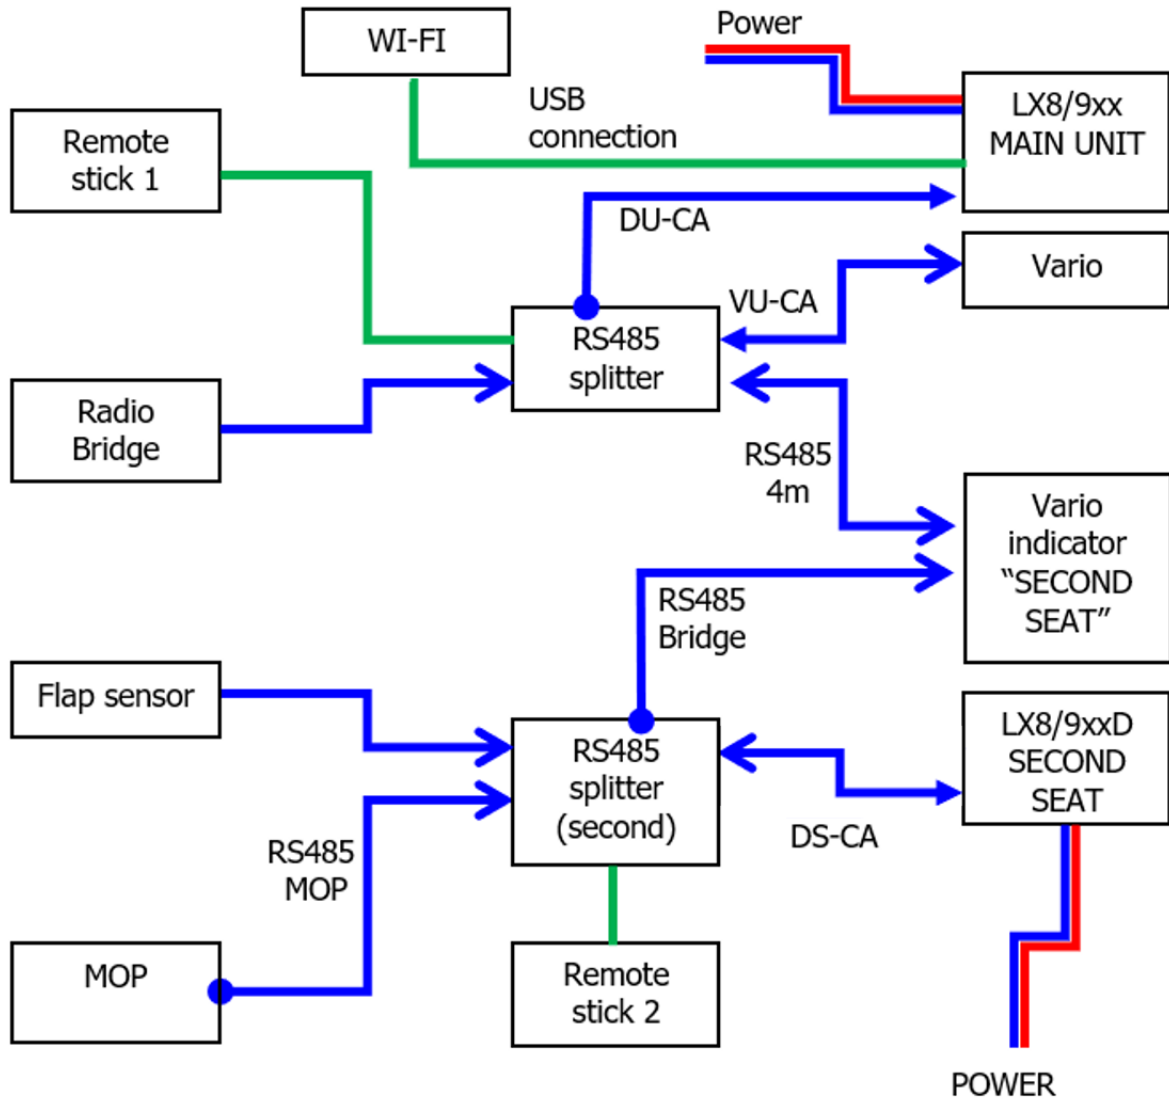 WI-FI
Power
USB
connection
LX8/9xx
MAIN UNIT
Remote
stick 1
DU-CA
Vario
VU-CA
RS485
splitter
Radio
Bridge
RS485
4m
Vario
indicator
“SECOND
SEAT”
RS485
Bridge
Flap sensor
RS485
splitter
(second)
LX8/9xxD
SECOND
SEAT
DS-CA
RS485
MOP
MOP
Remote
stick 2
POWER